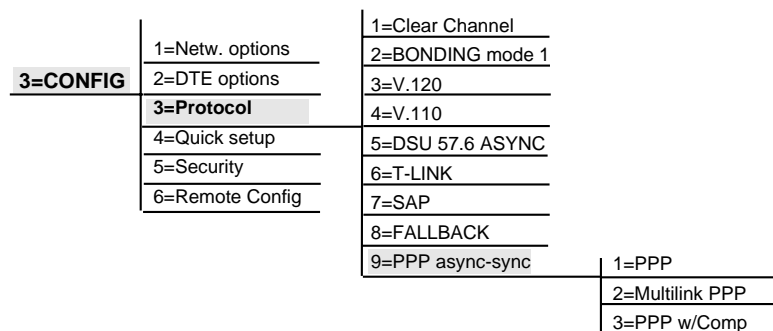 3=CONFIG
1=Netw. options
2=DTE options
3=Protocol
4=Quick setup
5=Security
6=Remote Config
1=Clear Channel
2=BONDING mode 1
3=V.120
4=V.110
5=DSU 57.6 ASYNC
6=T-LINK
7=SAP
8=FALLBACK
9=PPP async-sync
1=PPP
2=Multilink PPP
3=PPP w/Comp